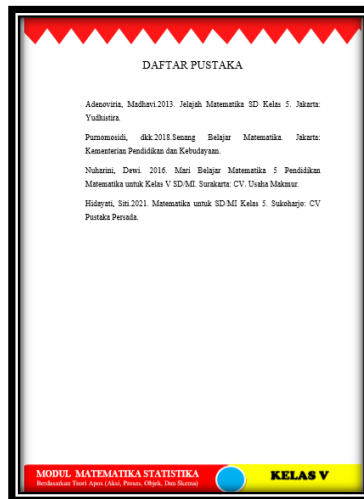 DAFTAR PUSTAKA
Adenoviria, Madhavi.2013. Jelajah Matematika SD Kelas 5. Jakarta:
Yudhistira.
Purnomosidi, dkk.2018.Senang Belajar Matematika. Jakarta:
Kementerian Pendidikan dan Kebudayaan.
Nuharini, Dewi. 2016. Mari Belajar Matematika 5 Pendidikan
Matematika untuk Kelas V SD/MI. Surakarta: CV. Usaha Makmur.
Hidayati, Siti.2021. Matematika untuk SD/MI Kelas 5. Sukoharjo: CV
Pustaka Persada.
MODUL MATEMATIKA STATISTIKA
Berdasarkan Teori Apos (Aksi, Proses, Objek, Dan Skema)
KELAS V